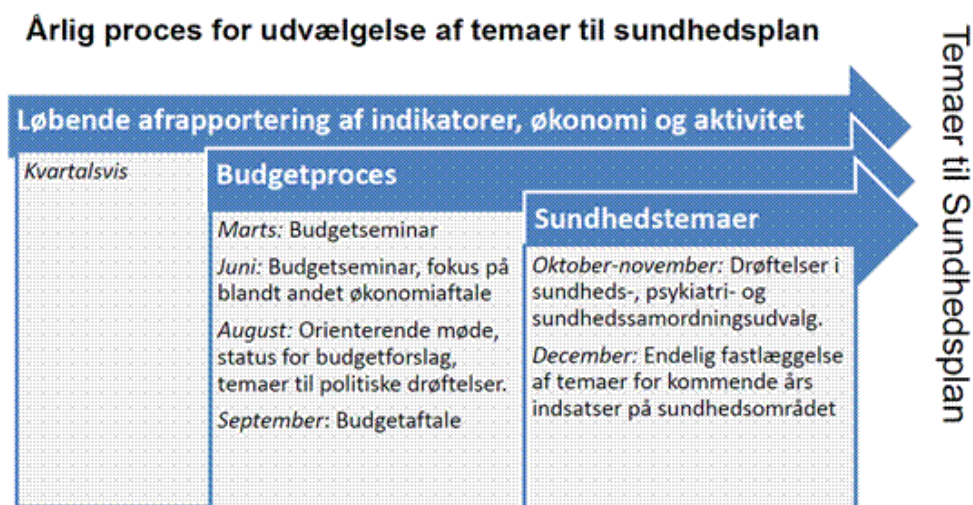 Årlig proces for udvælgelse af temaer til sundhedsplan
Løbende afrapportering af indikatorer, økonomi og aktivitet
Kvartalsvis
Budgetproces
Marts: Budgetseminar
Juni: Budgetseminar, fokus på
blandt andet økonomiaftale
August: Orienterende møde,
status for budgetforslag,
temaer til politiske drøftelser.
September: Budgetaftale
Sundhedstemaer
Oktober-november: Drøftelser i
sundheds-, psykiatri- og
sundhedssamordningsudvalg.
December: Endelig fastlæggelse
af temaer for kommende års
indsatser på sundhedsområdet
Temaer til Sundhedsplan